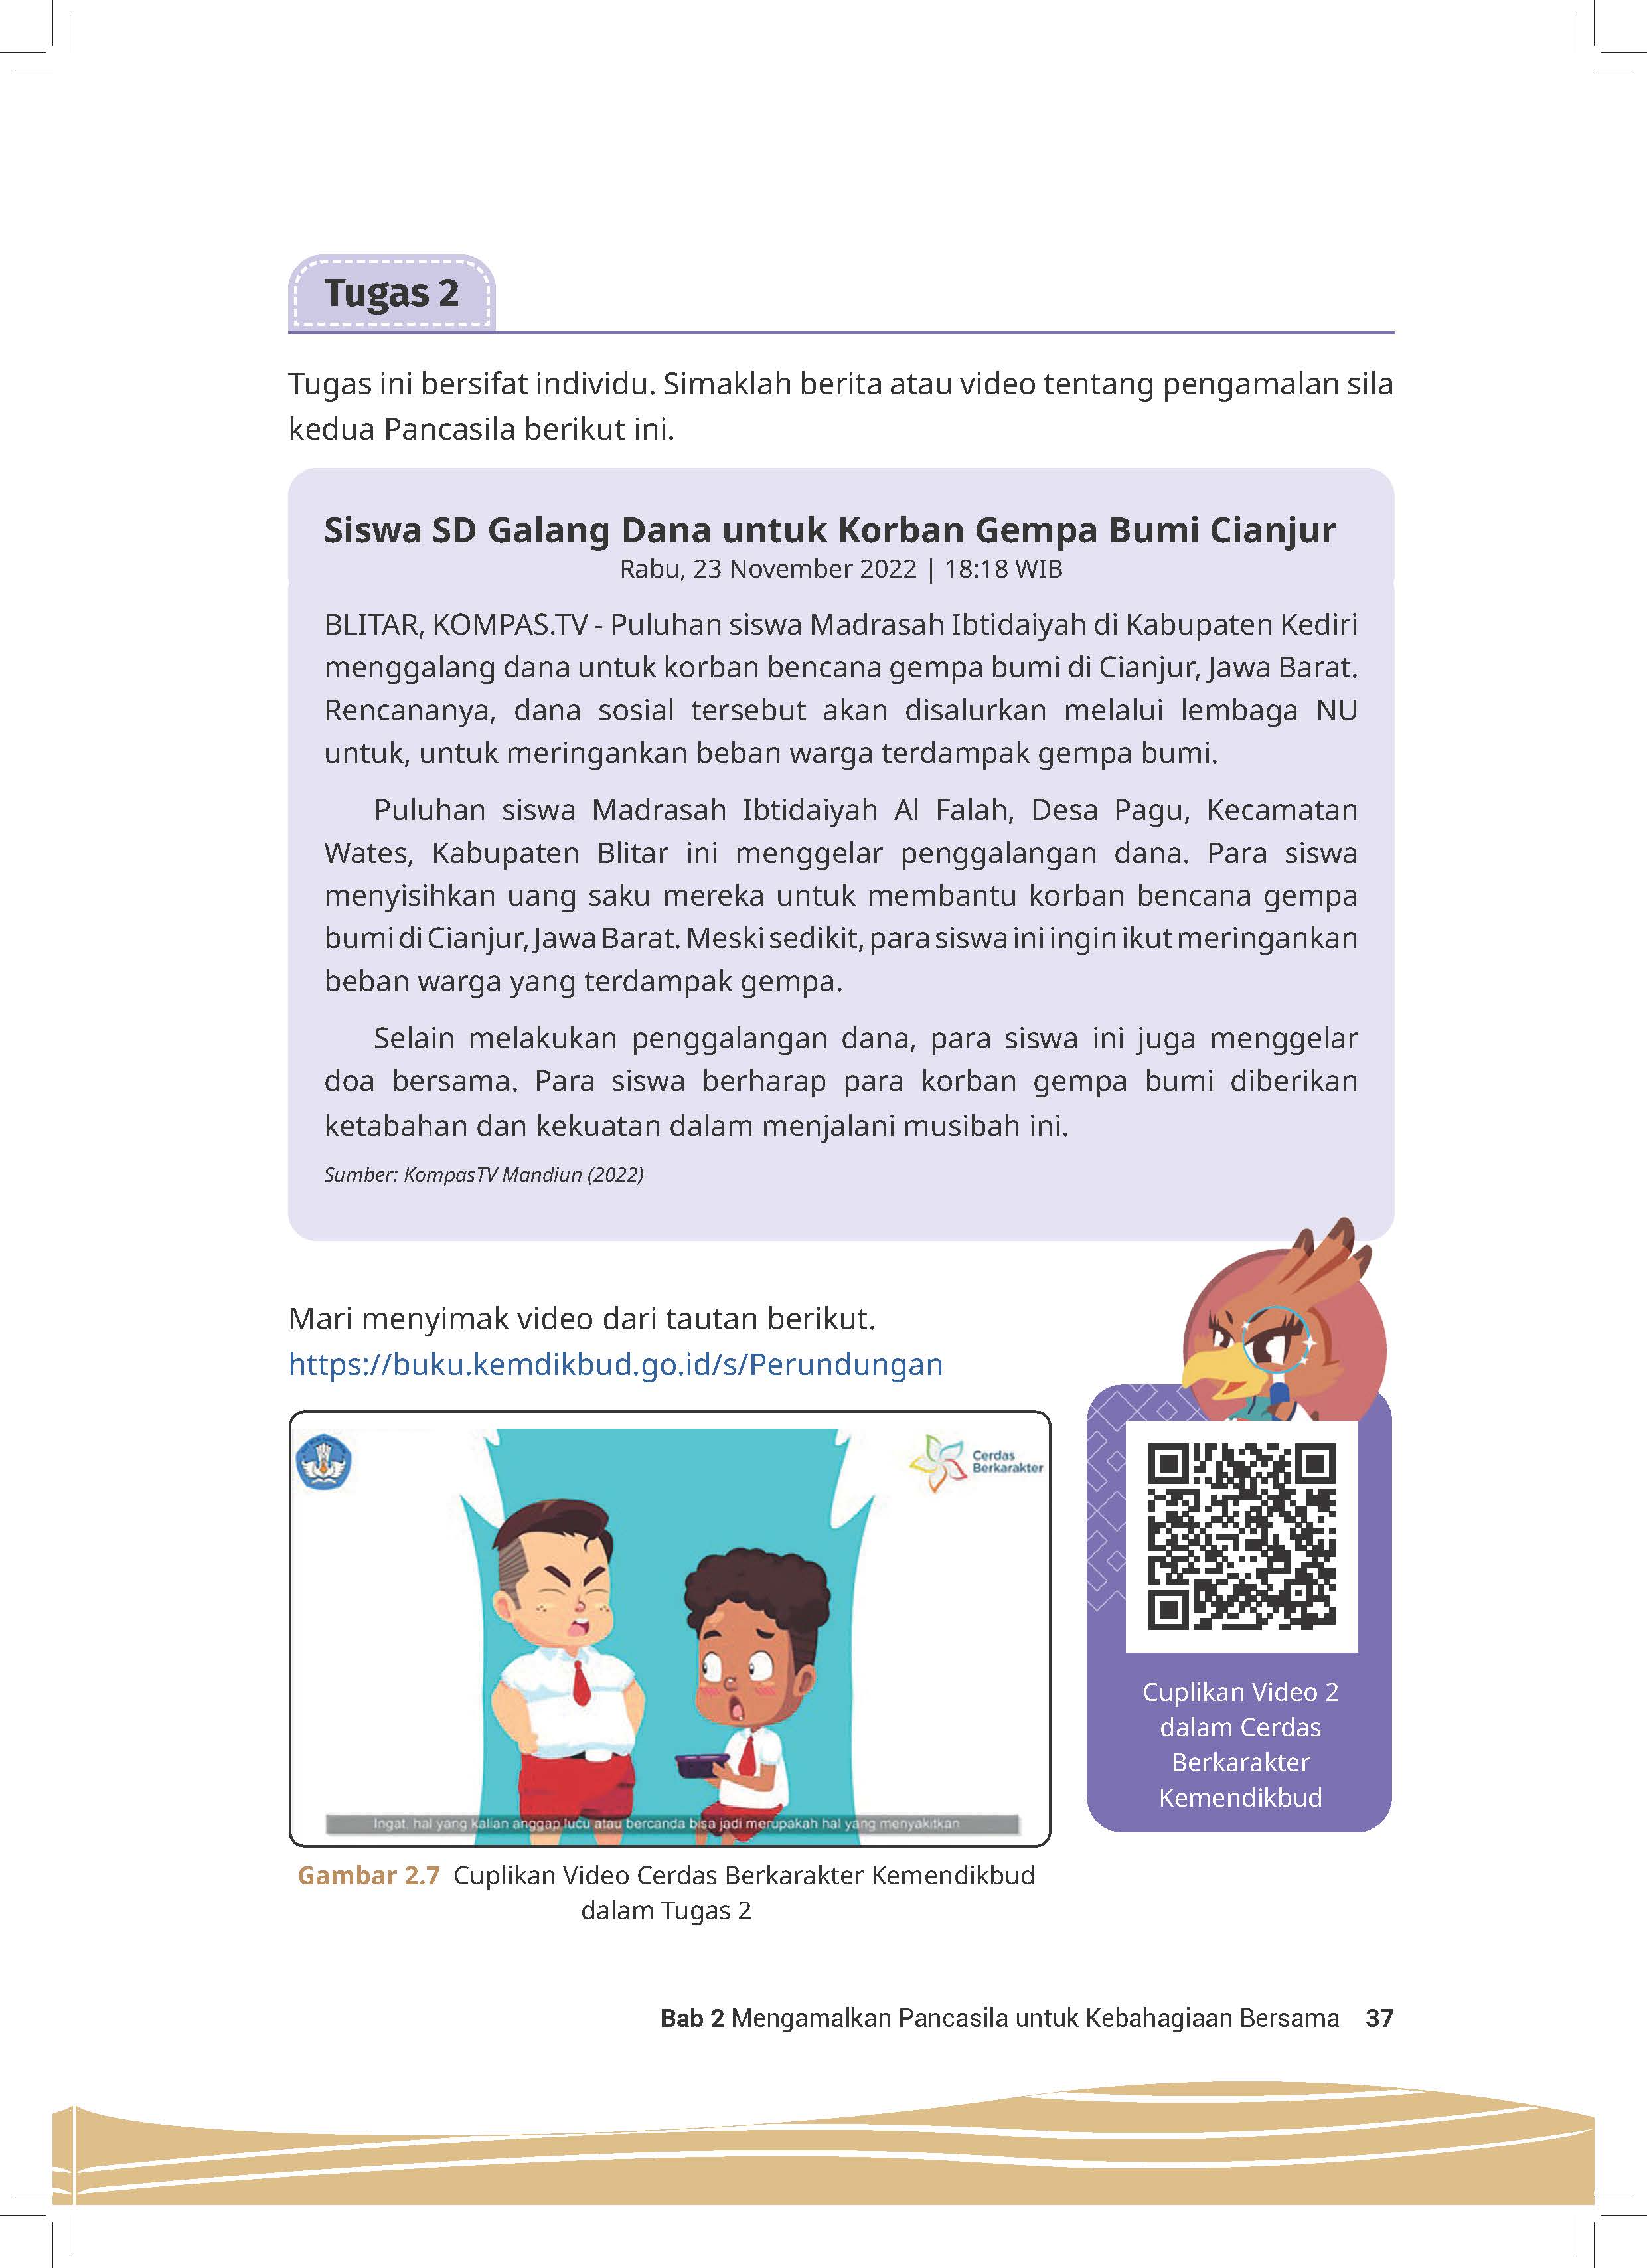 Tugas 2
Tugas ini bersifat individu. Simaklah berita atau video tentang pengamalan sila
kedua Pancasila berikut ini.
Siswa SD Galang Dana untuk Korban Gempa Bumi Cianjur
Rabu, 23 November 2022 | 18:18 WIB
BLITAR, KOMPAS.TV - Puluhan siswa Madrasah Ibtidaiyah di Kabupaten Kediri
menggalang dana untuk korban bencana gempa bumi di Cianjur, Jawa Barat.
Rencananya, dana sosial tersebut akan disalurkan melalui lembaga NU
untuk, untuk meringankan beban warga terdampak gempa bumi.
Puluhan siswa Madrasah Ibtidaiyah Al Falah, Desa Pagu, Kecamatan
Wates, Kabupaten Blitar ini menggelar penggalangan dana. Para siswa
menyisihkan uang saku mereka untuk membantu korban bencana gempa
bumi di Cianjur, Jawa Barat. Meski sedikit, para siswa ini ingin ikut meringankan
beban warga yang terdampak gempa.
Selain melakukan penggalangan dana, para siswa ini juga menggelar
doa bersama. Para siswa berharap para korban gempa bumi diberikan
ketabahan dan kekuatan dalam menjalani musibah ini.
Sumber: KompasTV Mandiun (2022)
Mari menyimak video dari tautan berikut.
https://buku.kemdikbud.go.id/s/Perundungan
Cerdas
Berkarakter
Ingat, hal yang kalian anggap lucu atau bercanda bisa jadi merupakah hal yang menyakitkan
Gambar 2.7 Cuplikan Video Cerdas Berkarakter Kemendikbud
dalam Tugas 2
Cuplikan Video 2
dalam Cerdas
Berkarakter
Kemendikbud
Bab 2 Mengamalkan Pancasila untuk Kebahagiaan Bersama 37